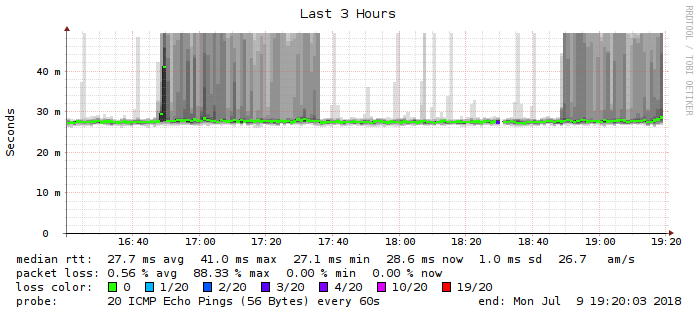 Last 3 Hours
RRDTOOL / TOBI OETIKER
Seconds
40 m
30 m
20 m
10 m
0
16:40 17:00 17:20 17:40 18:00 18:20 18:40 19:00 19:20
median rtt: 27.7 ms avg 41.0 ms max 27.1 ms min 28.6 ms now 1.0 ms sd 26.7 am/s
packet loss: 0.56 % avg 88.33 % max 0.00 % min 0.00 % now
loss color: 0 1/20 2/20 3/20 4/20 10/20 19/20
probe: 20 ICMP Echo Pings (56 Bytes) every 60s end: Mon Jul 9 19:20:03 2018